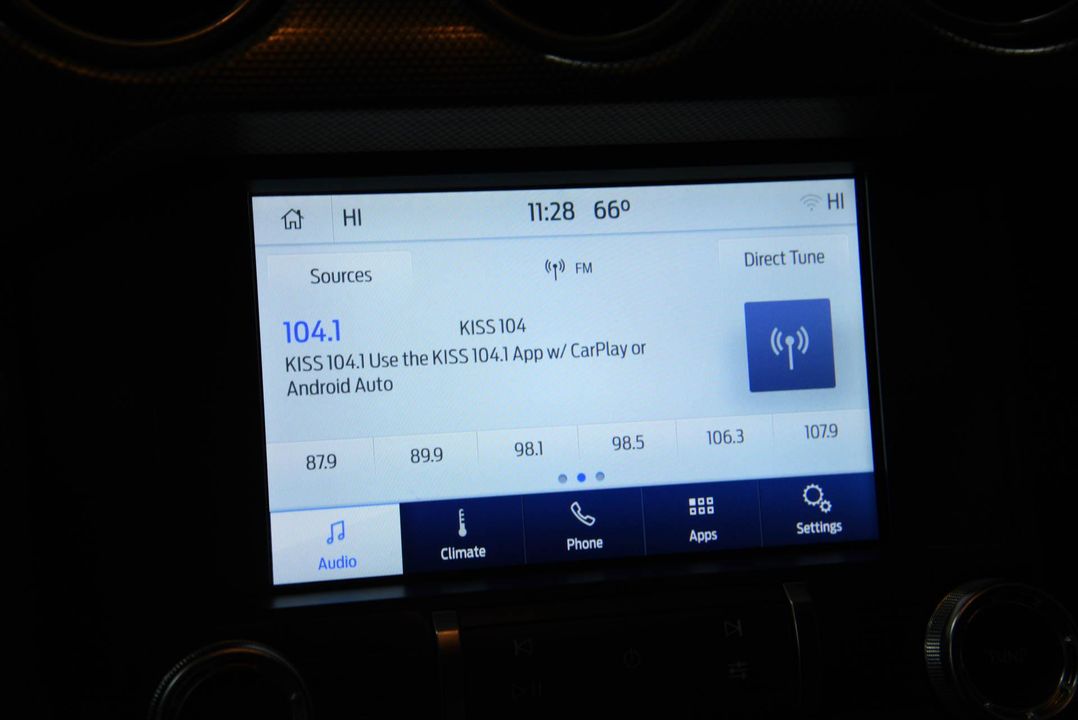 HI 11:28 66º HI
Sources FM Direct Tune
104.1 KISS 104
KISS 104.1 Use the KISS 104.1 App w/ CarPlay or
Android Auto
87.9 89.9 98.1 98.5 106.3 107.9
Audio Climate Phone Apps Settings
TUNE